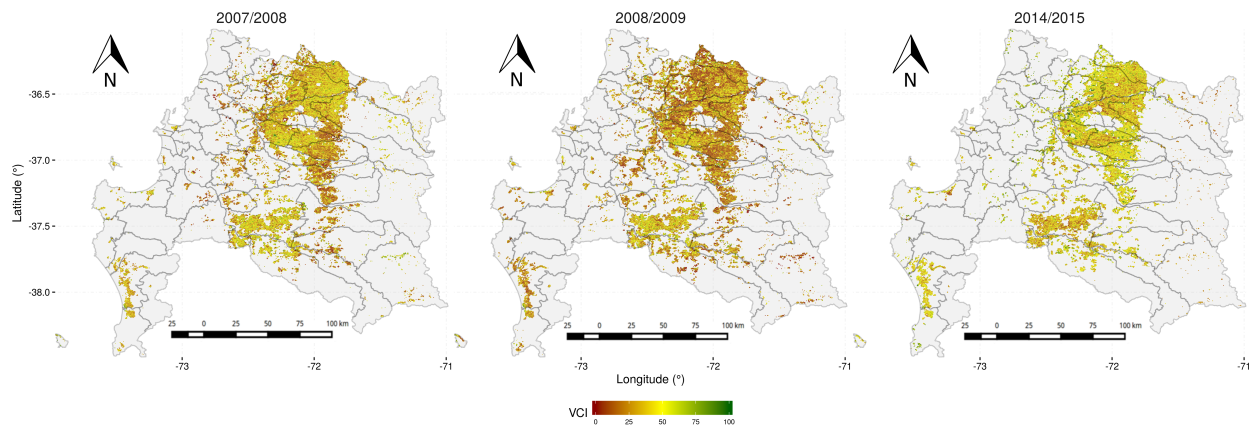 2007/2008 2008/2009 2014/2015
N N N
-36.5
-37.0
-37.5
-38.0
Latitude (°)
25 0 25 50 75 100 km 25 0 25 50 75 100 km 25 0 25 50 75 100 km
-73 -72 -71 -73 -72 -71 -73 -72 -71
Longitude (°)
VCI
0 25 50 75 100